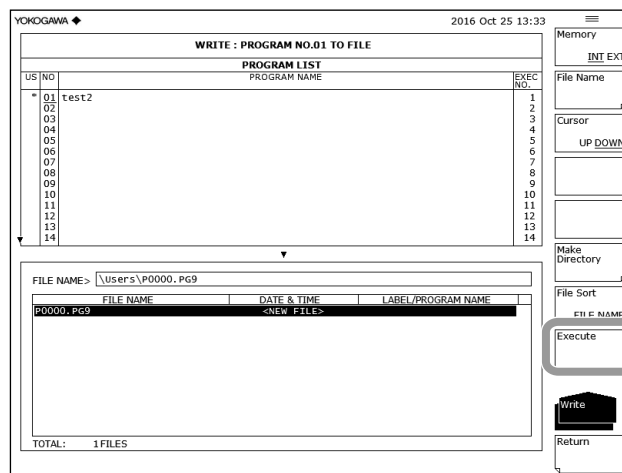 YOKOGAWA ◆ 2016 Oct 25 13:33
WRITE : PROGRAM NO.01 TO FILE
PROGRAM LIST
US NO PROGRAM NAME EXEC NO.
* 01 test2 1
02 2
03 3
04 4
05 5
06 6
07 7
08 8
09 9
10 10
11 11
12 12
13 13
14 14
FILE NAME> \Users\P0000.PG9
FILE NAME DATE & TIME LABEL/PROGRAM NAME
P0000.PG9 <NEW FILE>
TOTAL: 1FILES
Memory
INT EXT
File Name
Cursor
UP DOWN
Make
Directory
File Sort
FILE NAME
Execute
Write
Return